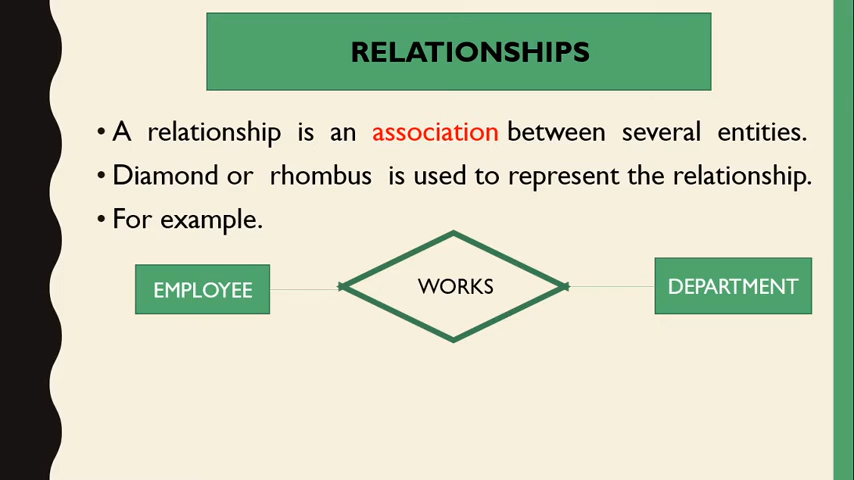 RELATIONSHIPS
• A relationship is an association between several entities.
• Diamond or rhombus is used to represent the relationship.
• For example.
EMPLOYEE WORKS DEPARTMENT